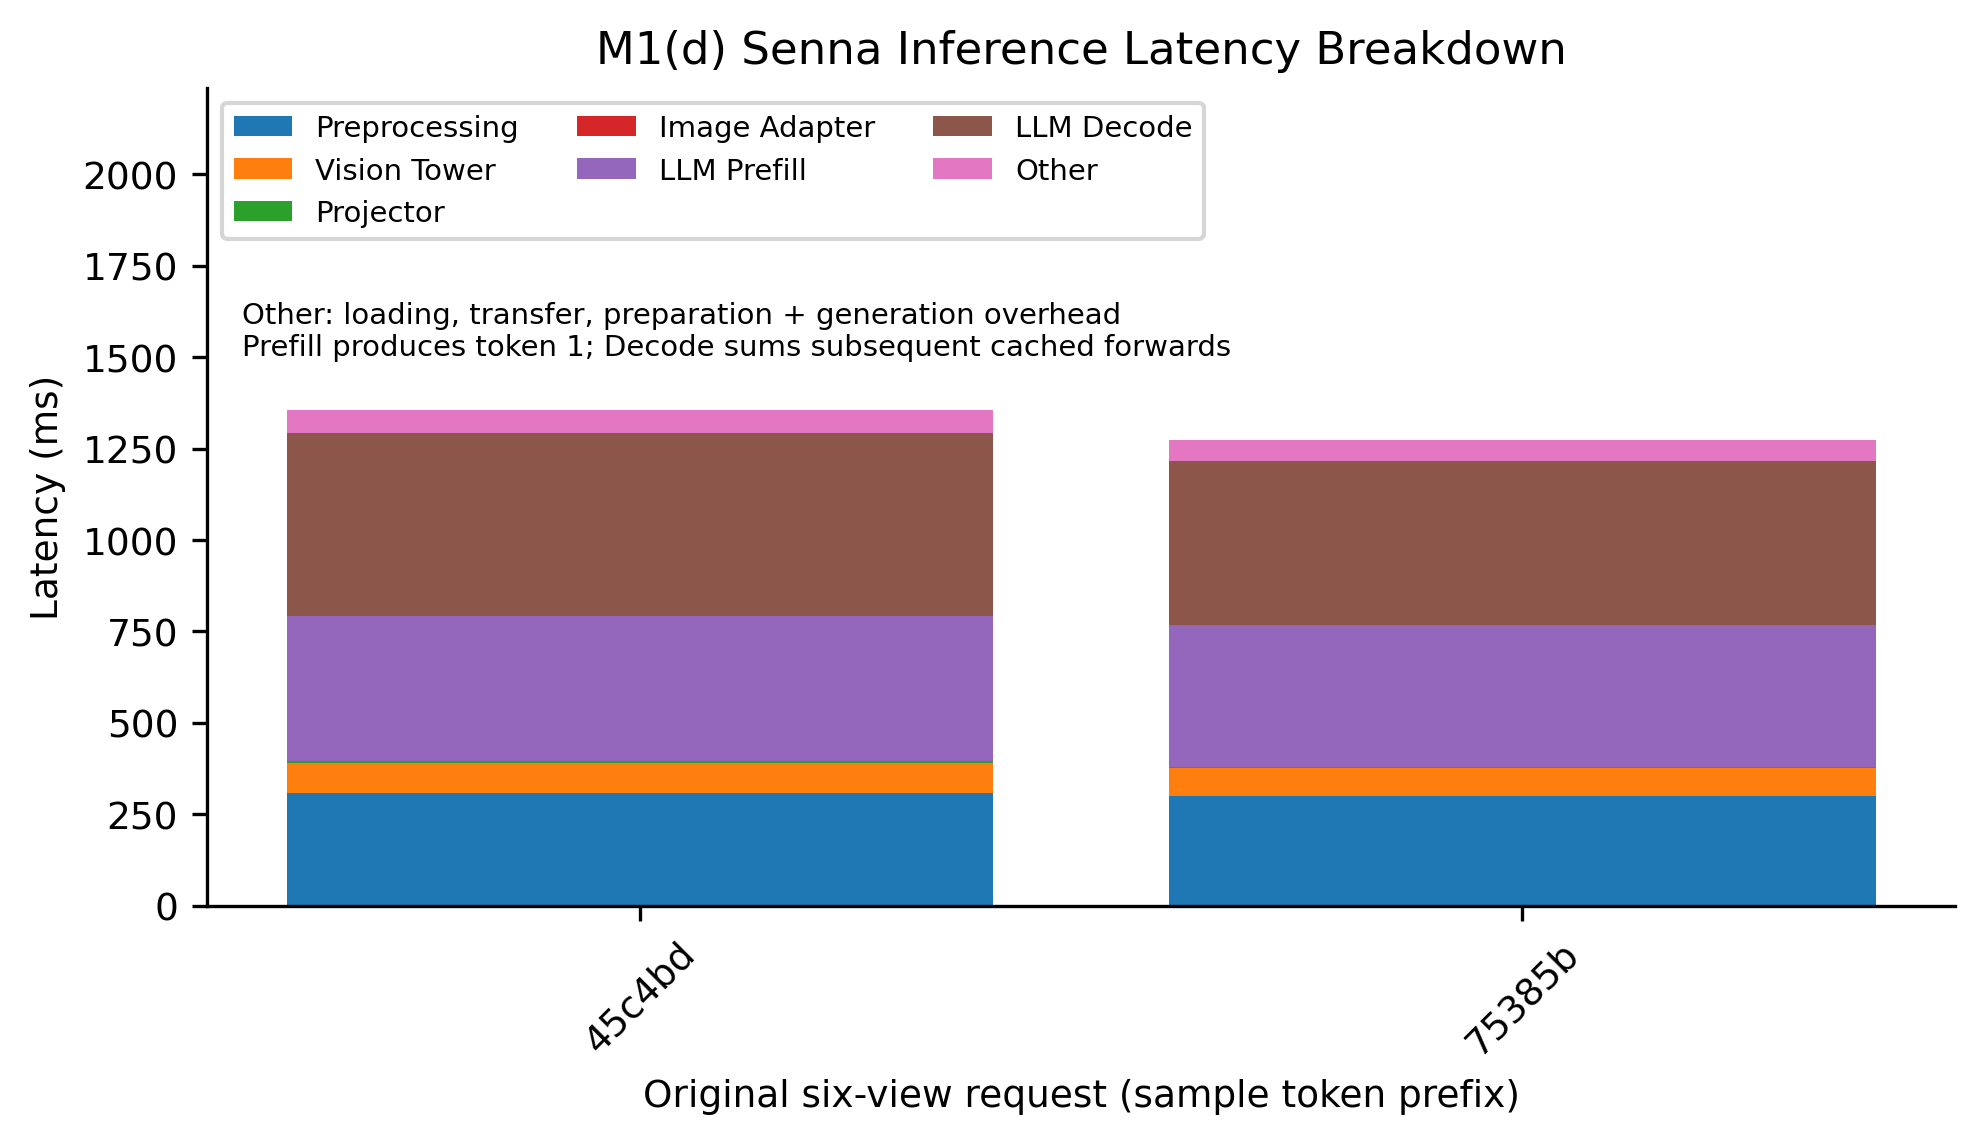 M1(d) Senna Inference Latency Breakdown
Preprocessing
Vision Tower
Projector
Image Adapter
LLM Prefill
LLM Decode
Other
Other: loading, transfer, preparation + generation overhead
Prefill produces token 1; Decode sums subsequent cached forwards
Latency (ms)
2000
1750
1500
1250
1000
750
500
250
0
45c4bd
75385b
Original six-view request (sample token prefix)